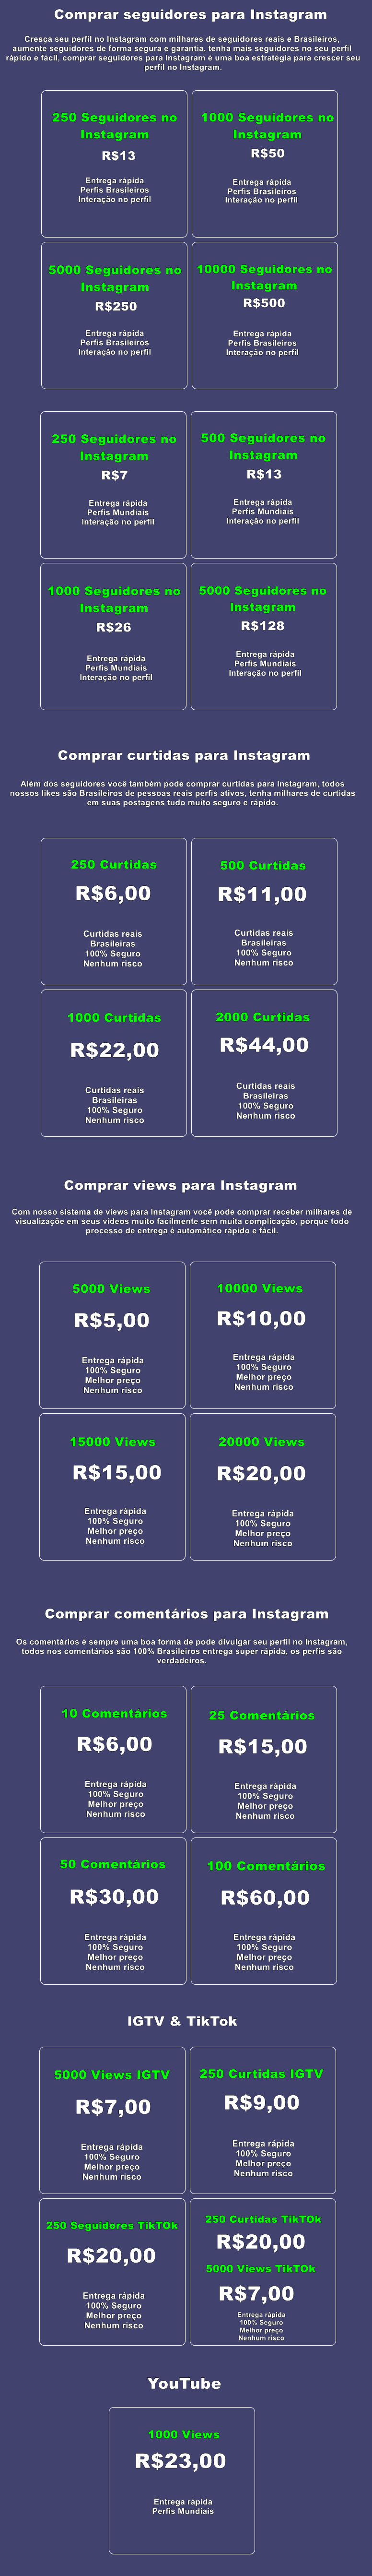 Comprar seguidores para Instagram
Cresça seu perfil no Instagram com milhares de seguidores reais e Brasileiros,
aumente seguidores de forma segura e garantia, tenha mais seguidores no seu perfil
rápido e fácil, comprar seguidores para Instagram é uma boa estratégia para crescer seu
perfil no Instagram.
250 Seguidores no
Instagram
R$13
Entrega rápida
Perfis Brasileiros
Interação no perfil
1000 Seguidores no
Instagram
R$50
Entrega rápida
Perfis Brasileiros
Interação no perfil
5000 Seguidores no
Instagram
R$250
Entrega rápida
Perfis Brasileiros
Interação no perfil
10000 Seguidores no
Instagram
R$500
Entrega rápida
Perfis Brasileiros
Interação no perfil
250 Seguidores no
Instagram
R$7
Entrega rápida
Perfis Mundiais
Interação no perfil
500 Seguidores no
Instagram
R$13
Entrega rápida
Perfis Mundiais
Interação no perfil
1000 Seguidores no
Instagram
R$26
Entrega rápida
Perfis Mundiais
Interação no perfil
5000 Seguidores no
Instagram
R$128
Entrega rápida
Perfis Mundiais
Interação no perfil
Comprar curtidas para Instagram
Além dos seguidores você também pode comprar curtidas para Instagram, todos
nossos likes são Brasileiros de pessoas reais perfis ativos, tenha milhares de curtidas
em suas postagens tudo muito seguro e rápido.
250 Curtidas
R$6,00
Curtidas reais
Brasileiras
100% Seguro
Nenhum risco
500 Curtidas
R$11,00
Curtidas reais
Brasileiras
100% Seguro
Nenhum risco
1000 Curtidas
R$22,00
Curtidas reais
Brasileiras
100% Seguro
Nenhum risco
2000 Curtidas
R$44,00
Curtidas reais
Brasileiras
100% Seguro
Nenhum risco
Comprar views para Instagram
Com nosso sistema de views para Instagram você pode comprar receber milhares de
visualização em seus vídeos muito facilmente sem muita complicação, porque todo
processo de entrega é automático rápido e fácil.
5000 Views
R$5,00
Entrega rápida
100% Seguro
Melhor preço
Nenhum risco
10000 Views
R$10,00
Entrega rápida
100% Seguro
Melhor preço
Nenhum risco
15000 Views
R$15,00
Entrega rápida
100% Seguro
Melhor preço
Nenhum risco
20000 Views
R$20,00
Entrega rápida
100% Seguro
Melhor preço
Nenhum risco
Comprar comentários para Instagram
Os comentários é sempre uma boa forma de pode divulgar seu perfil no Instagram,
todos nos comentários são 100% Brasileiros entrega super rápida, os perfis são
verdadeiros.
10 Comentários
R$6,00
Entrega rápida
100% Seguro
Melhor preço
Nenhum risco
25 Comentários
R$15,00
Entrega rápida
100% Seguro
Melhor preço
Nenhum risco
50 Comentários
R$30,00
Entrega rápida
100% Seguro
Melhor preço
Nenhum risco
100 Comentários
R$60,00
Entrega rápida
100% Seguro
Melhor preço
Nenhum risco
IGTV & TikTok
5000 Views IGTV
R$7,00
Entrega rápida
100% Seguro
Melhor preço
Nenhum risco
250 Curtidas IGTV
R$9,00
Entrega rápida
100% Seguro
Melhor preço
Nenhum risco
250 Seguidores TikTOk
R$20,00
Entrega rápida
100% Seguro
Melhor preço
Nenhum risco
250 Curtidas TikTOk
R$20,00
5000 Views TikTOk
R$7,00
Entrega rápida
100% Seguro
Melhor preço
Nenhum risco
YouTube
1000 Views
R$23,00
Entrega rápida
Perfis Mundiais